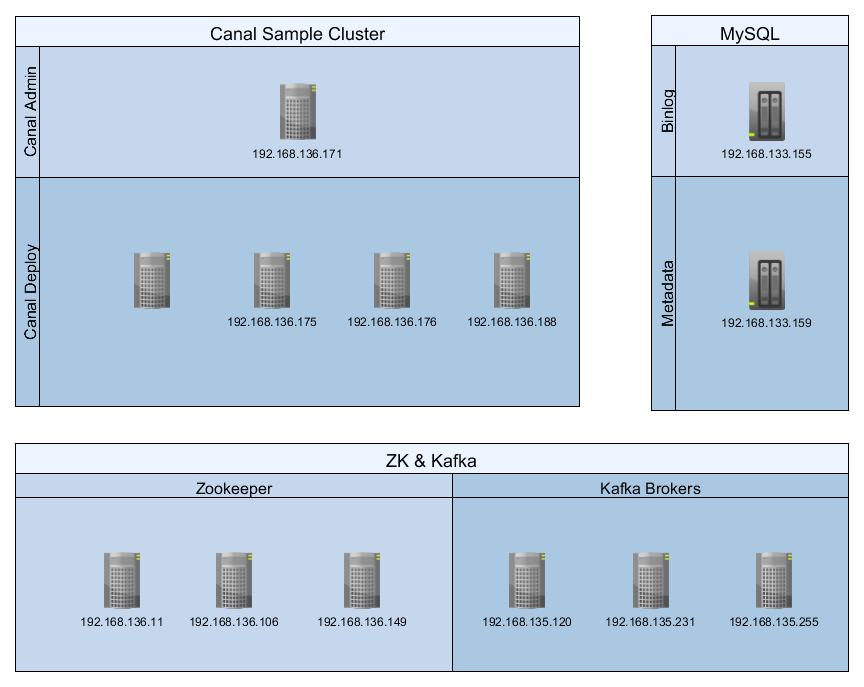 Canal Sample Cluster
Canal Admin
192.168.136.171
Canal Deploy
192.168.136.175
192.168.136.176
192.168.136.188
MySQL
Binlog
192.168.133.155
Metadata
192.168.133.159
ZK & Kafka
Zookeeper
192.168.136.11
192.168.136.106
192.168.136.149
Kafka Brokers
192.168.135.120
192.168.135.231
192.168.135.255